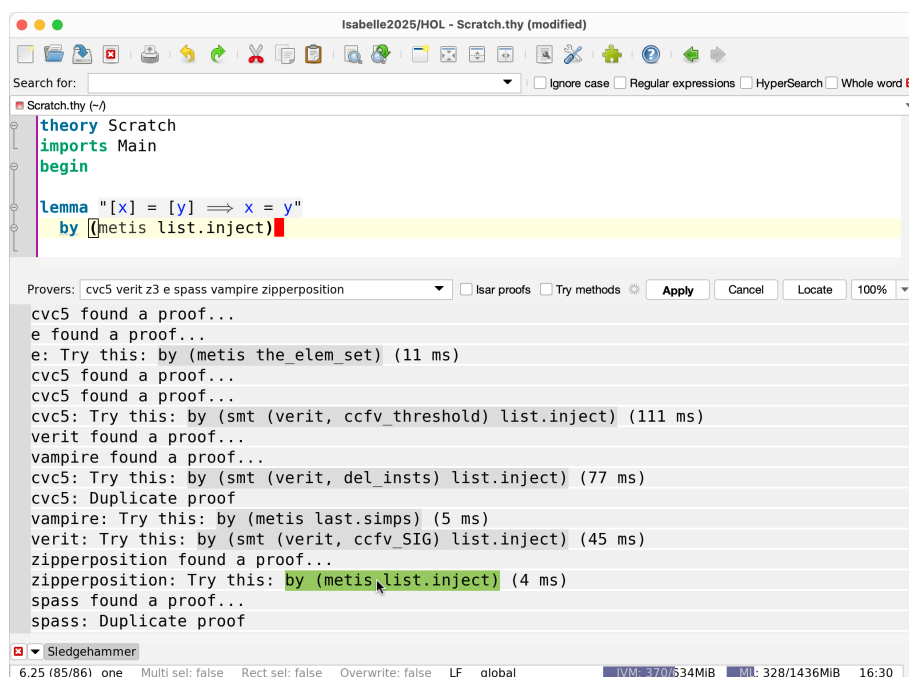 Isabelle2025/HOL - Scratch.thy (modified)
Search for: Ignore case Regular expressions HyperSearch Whole word
Scratch.thy (~/)
theory Scratch
imports Main
begin
lemma "[x] = [y] ⟹ x = y"
by (metis list.inject)
Provers: cvc5 verit z3 e spass vampire zipperposition Isar proofs Try methods Apply Cancel Locate 100%
cvc5 found a proof...
e found a proof...
e: Try this: by (metis the_elem_set) (11 ms)
cvc5 found a proof...
cvc5 found a proof...
cvc5: Try this: by (smt (verit, ccfv_threshold) list.inject) (111 ms)
verit found a proof...
vampire found a proof...
cvc5: Try this: by (smt (verit, del_insts) list.inject) (77 ms)
cvc5: Duplicate proof
vampire: Try this: by (metis last.simps) (5 ms)
verit: Try this: by (smt (verit, ccfv_SIG) list.inject) (45 ms)
zipperposition found a proof...
zipperposition: Try this: by (metis list.inject) (4 ms)
spass found a proof...
spass: Duplicate proof
Sledgehammer
6,25 (85/86) one Multi sel: false Rect sel: false Overwrite: false LF global JVM: 370/534MiB ML: 328/1436MiB 16:30